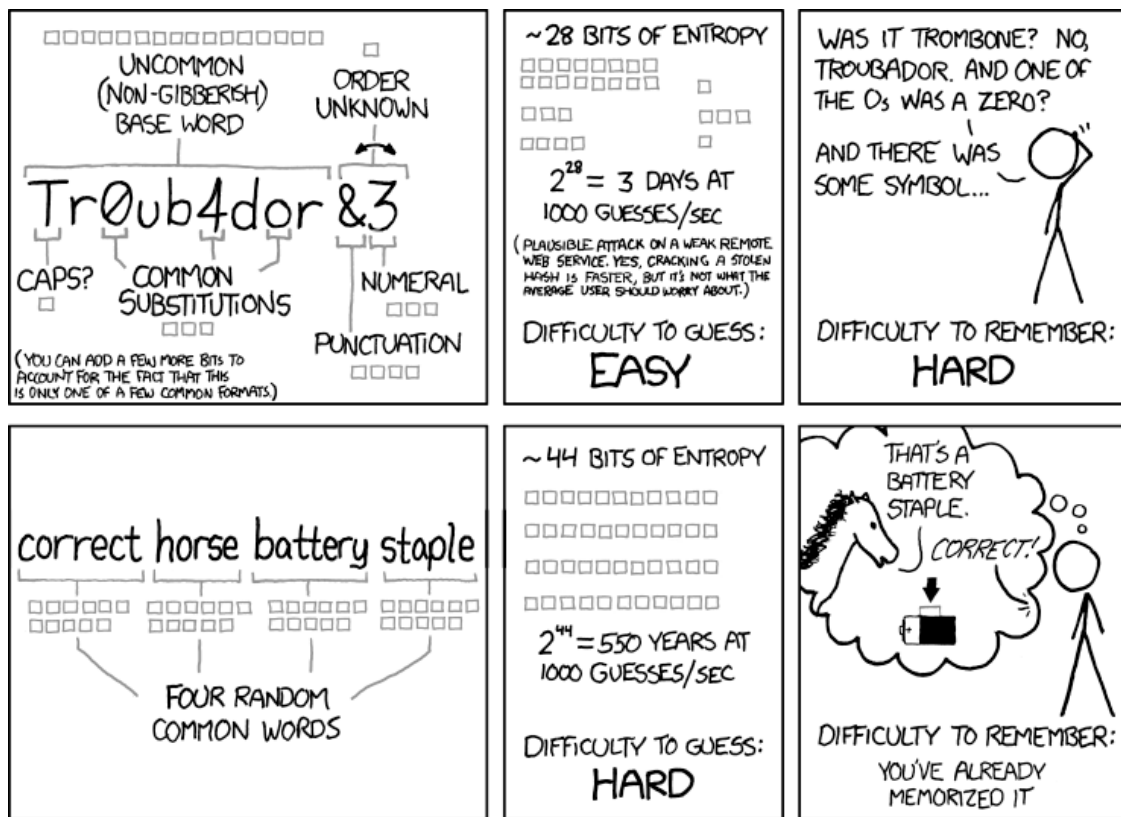 UNCOMMON
(NON-GIBBERISH)
BASE WORD
ORDER
UNKNOWN
Tr0ub4dor &3
CAPS?
COMMON
SUBSTITUTIONS
NUMERAL
PUNCTUATION
(YOU CAN ADD A FEW MORE BITS TO
ACCOUNT FOR THE FACT THAT THIS
IS ONLY ONE OF A FEW COMMON FORMATS.)
~28 BITS OF ENTROPY
2²⁸ = 3 DAYS AT
1000 GUESSES/SEC
(PLAUSIBLE ATTACK ON A WEAK REMOTE
WEB SERVICE. YES, CRACKING A STOLEN
HASH IS FASTER, BUT IT'S NOT WHAT THE
AVERAGE USER SHOULD WORRY ABOUT.)
DIFFICULTY TO GUESS:
EASY
WAS IT TROMBONE? NO,
TROUBADOR. AND ONE OF
THE Os WAS A ZERO?
AND THERE WAS
SOME SYMBOL...
DIFFICULTY TO REMEMBER:
HARD
correct horse battery staple
FOUR RANDOM
COMMON WORDS
~44 BITS OF ENTROPY
2⁴⁴ = 550 YEARS AT
1000 GUESSES/SEC
DIFFICULTY TO GUESS:
HARD
THAT'S A
BATTERY
STAPLE.
CORRECT!
DIFFICULTY TO REMEMBER:
YOU'VE ALREADY
MEMORIZED IT